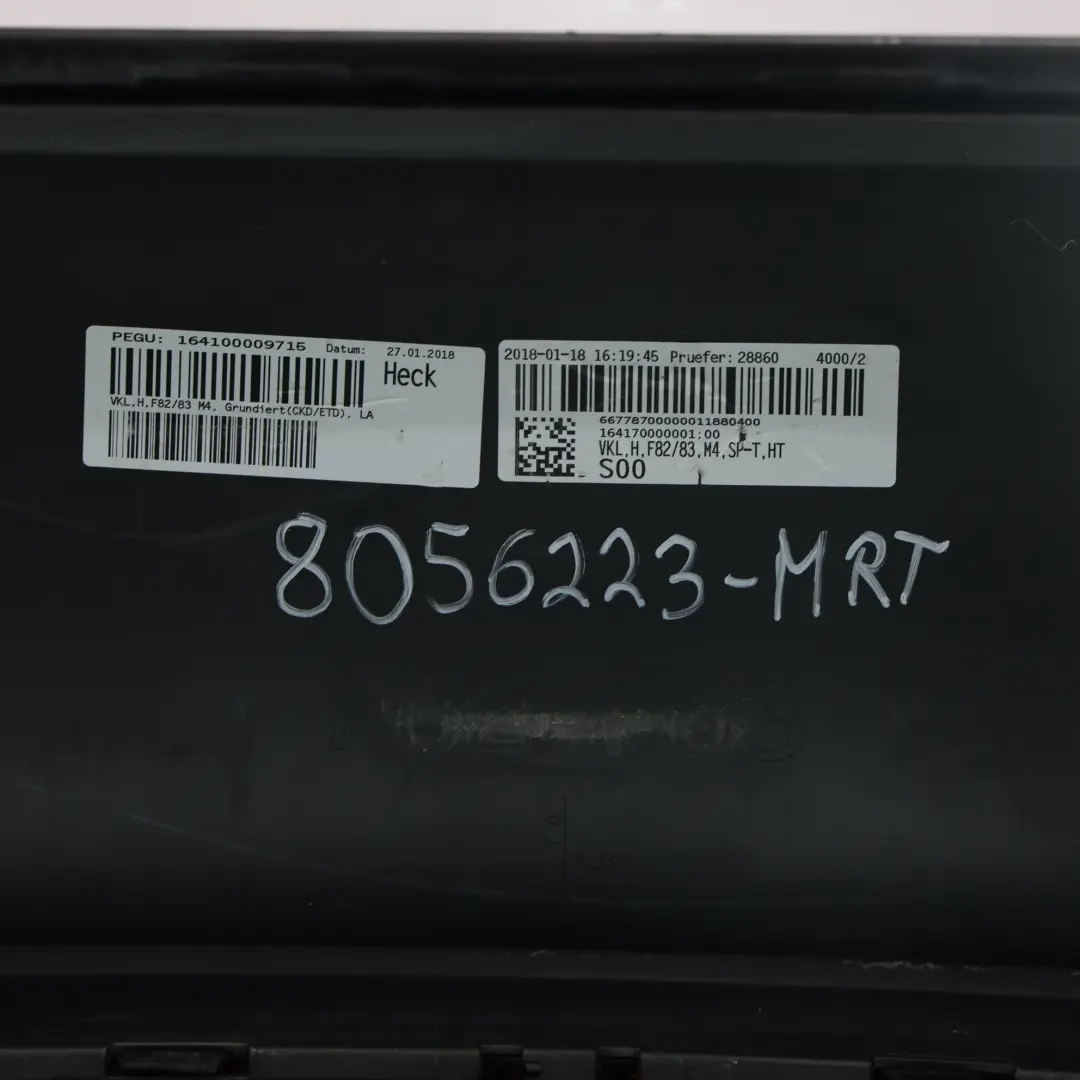 PEGU: 164100009715 Datum: 27.01.2018
Heck
VKL,H,F82/83 M4, Grundiert(CKD/ETD), LA
2018-01-18 16:19:45 Pruefer: 28860 4000/2
66778700000011880400
164170000001:00
VKL,H,F82/83,M4,SP-T,HT
S00
8056223-MRT